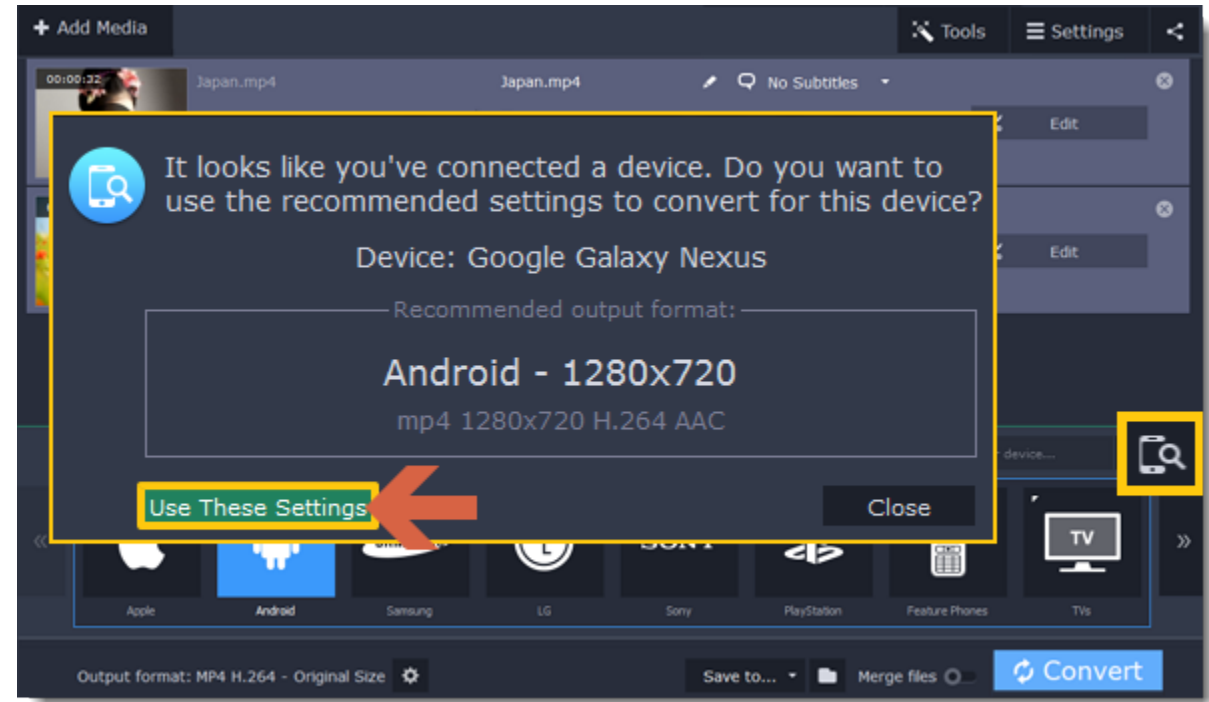 Add Media
Tools
Settings
00:00:32
Japan.mp4
Japan.mp4
No Subtitles
Edit
It looks like you've connected a device. Do you want to
use the recommended settings to convert for this device?
Device: Google Galaxy Nexus
Edit
Recommended output format:
Android - 1280x720
mp4 1280x720 H.264 AAC
device...
Use These Settings
Close
L
TV
Apple
Android
Samsung
LG
Sony
PlayStation
Feature Phones
TVs
Output format: MP4 H.264 - Original Size
Save to...
Merge files
Convert